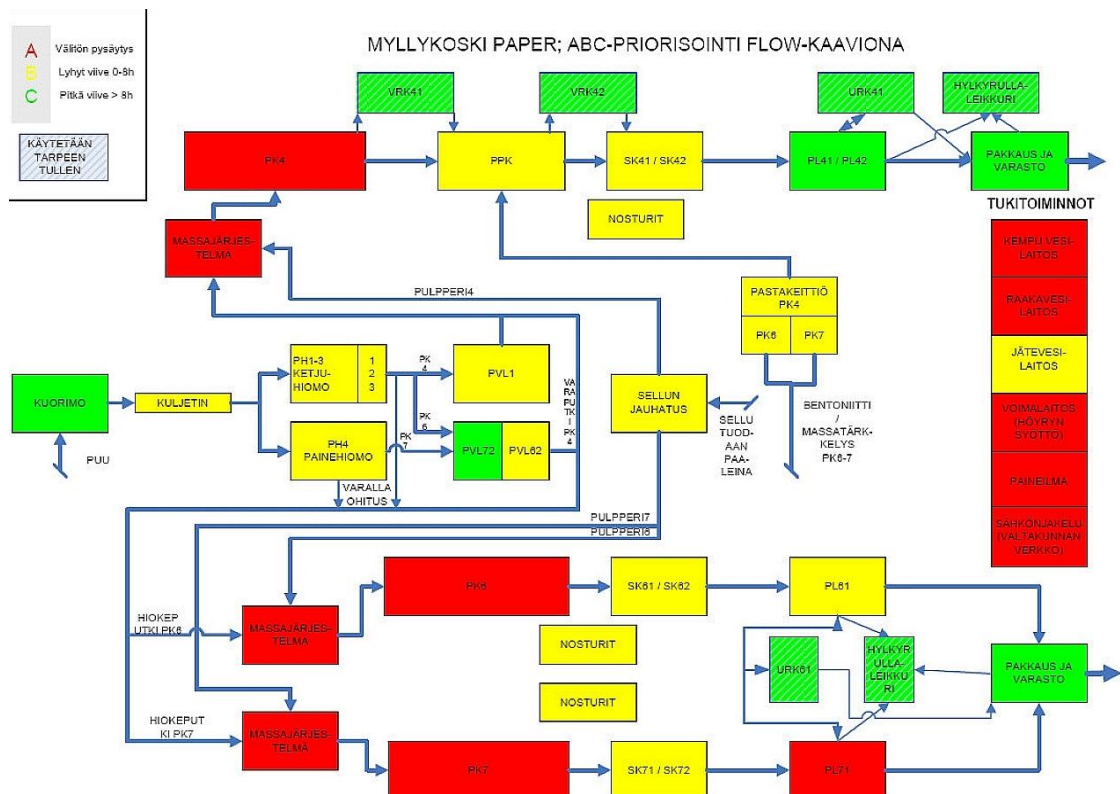 MYLLYKOSKI PAPER; ABC-PRIORISOINTI FLOW-KAAVIONA
A Välitön pysäytys
B Lyhyt viive 0-8h
C Pitkä viive > 8h
KÄYTETÄÄN
TARPEEN
TULLEN
VRK41
VRK42
URK41
HYLKYRULLA-
LEIKKURI
PK4
PPK
SK41 / SK42
PL41 / PL42
PAKKAUS JA
VARASTO
NOSTURIT
TUKITOIMINNOT
MASSAJÄRJES-
TELMA
KEMPU VESI-
LAITOS
RAAKAVESI-
LAITOS
JÄTEVESI-
LAITOS
VOIMALAITOS
(HÖYRYN
SYÖTTÖ)
PAINEILMA
SÄHKÖNJAKELU
(VALTAKUNNAN
VERKKO)
PULPPERI4
PASTAKEITTIÖ
PK4
PK6
PK7
KUORIMO
PUU
KULJETIN
PH1-3
KETJU-
HIOMO
1
2
3
PK
4
PVL1
PK
6
PH4
PAINEHIOMO
PK
7
PVL72
PVL62
VA
RA
PU
TK
I
PK
4
VARALLA
OHITUS
SELLUN
JAUHATUS
SELLU
TUOD-
AAN
PAA-
LEINA
BENTONIITTI
/
MASSATÄRK-
KELYS
PK6-7
PULPPERI7
PULPPERI6
HIOKEP
UTKI PK6
MASSAJÄRJES-
TELMA
PK6
SK61 / SK62
PL61
NOSTURIT
URK61
HYLKYRULLA-
LEIKKU
RI
PAKKAUS JA
VARASTO
NOSTURIT
HIOKEPUT
KI PK7
MASSAJÄRJES-
TELMÄ
PK7
SK71 / SK72
PL71